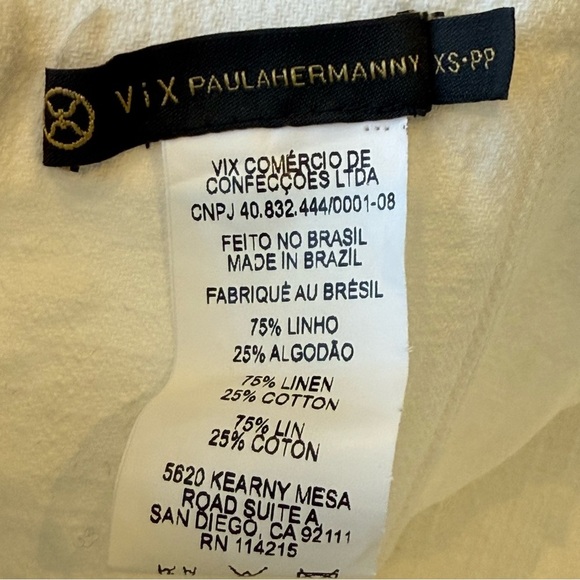 ViX PAULAHERMANNY XS·PP
VIX COMÉRCIO DE
CONFECÇÕES LTDA
CNPJ 40.832.444/0001-08
FEITO NO BRASIL
MADE IN BRAZIL
FABRIQUÉ AU BRÉSIL
75% LINHO
25% ALGODÃO
75% LINEN
25% COTTON
75% LIN
25% COTON
5620 KEARNY MESA
ROAD SUITE A
SAN DIEGO, CA 92111
RN 114215